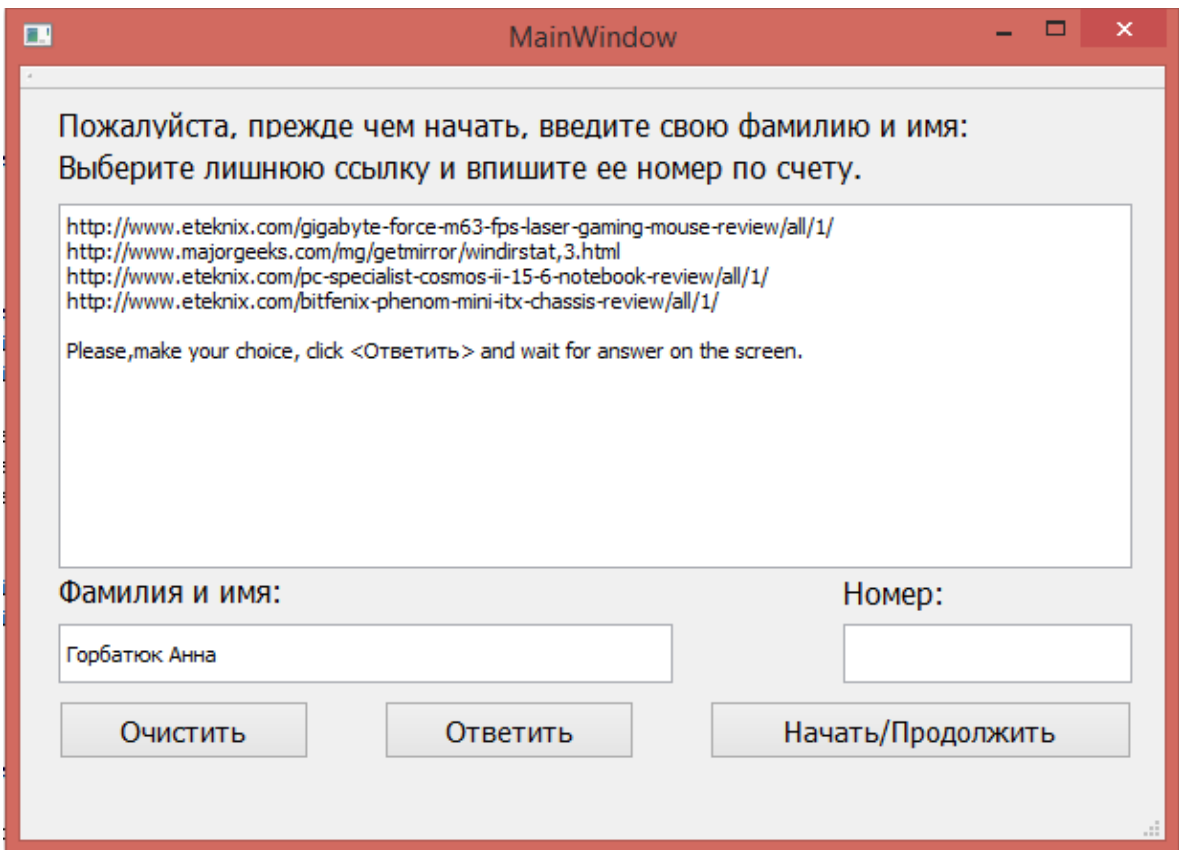 MainWindow
Пожалуйста, прежде чем начать, введите свою фамилию и имя:
Выберите лишнюю ссылку и впишите ее номер по счету.
http://www.eteknix.com/gigabyte-force-m63-fps-laser-gaming-mouse-review/all/1/
http://www.majorgeeks.com/mg/getmirror/windirstat,3.html
http://www.eteknix.com/pc-specialist-cosmos-ii-15-6-notebook-review/all/1/
http://www.eteknix.com/bitfenix-phenom-mini-itx-chassis-review/all/1/
Please,make your choice, click <Ответить> and wait for answer on the screen.
Фамилия и имя:
Номер:
Горбатюк Анна
Очистить
Ответить
Начать/Продолжить